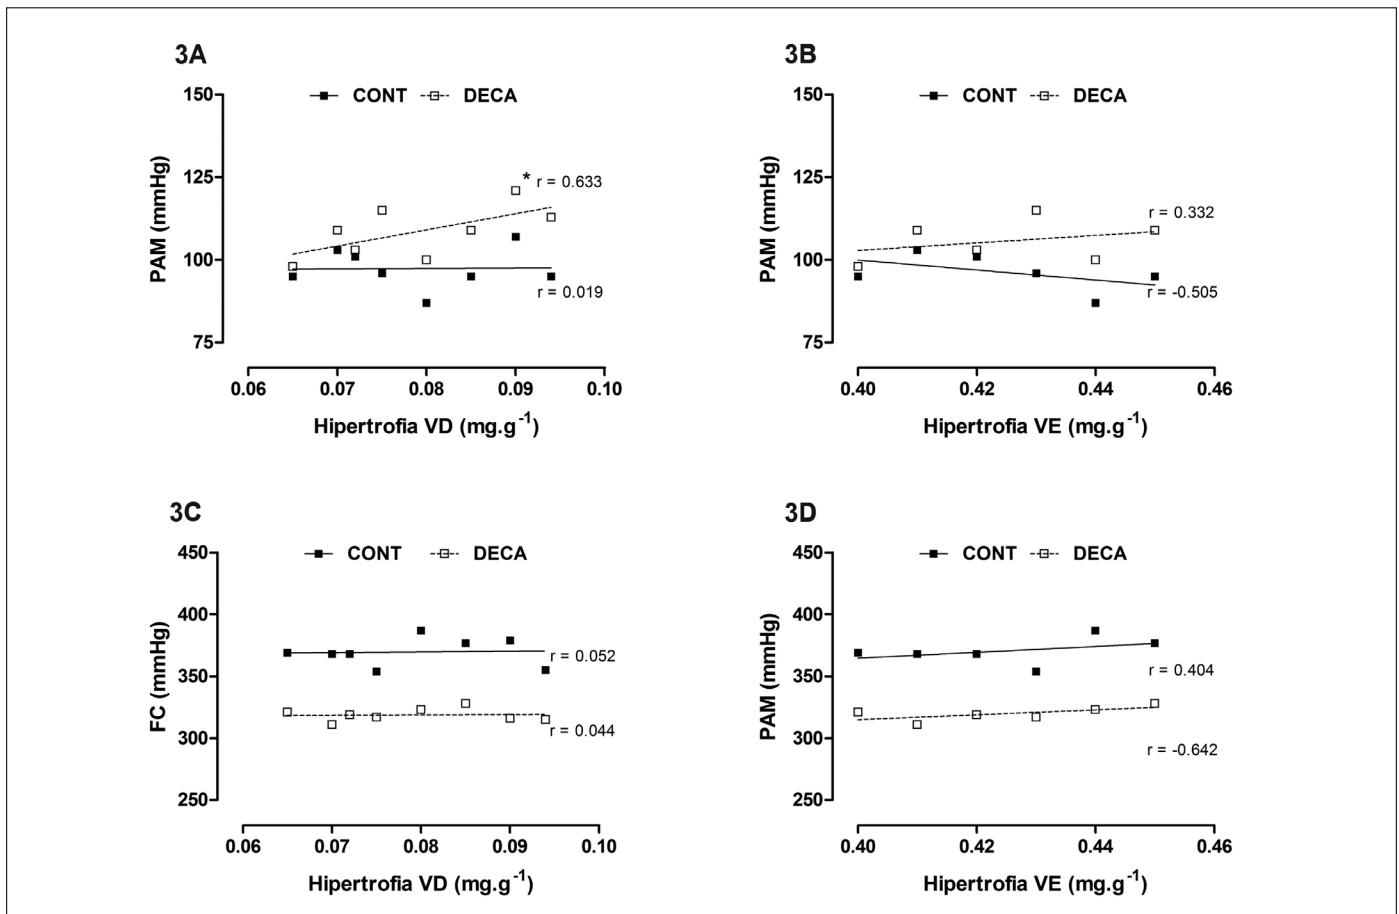 3A
CONT DECA
150
125
100
75
PAM (mmHg)
* r = 0.633
r = 0.019
0.06 0.07 0.08 0.09 0.10
Hipertrofia VD (mg.g-1)
3B
CONT DECA
150
125
100
75
PAM (mmHg)
r = 0.332
r = -0.505
0.40 0.42 0.44 0.46
Hipertrofia VE (mg.g-1)
3C
CONT DECA
450
400
350
300
250
FC (mmHg)
r = 0.052
r = 0.044
0.06 0.07 0.08 0.09 0.10
Hipertrofia VD (mg.g-1)
3D
CONT DECA
450
400
350
300
250
PAM (mmHg)
r = 0.404
r = -0.642
0.40 0.42 0.44 0.46
Hipertrofia VE (mg.g-1)